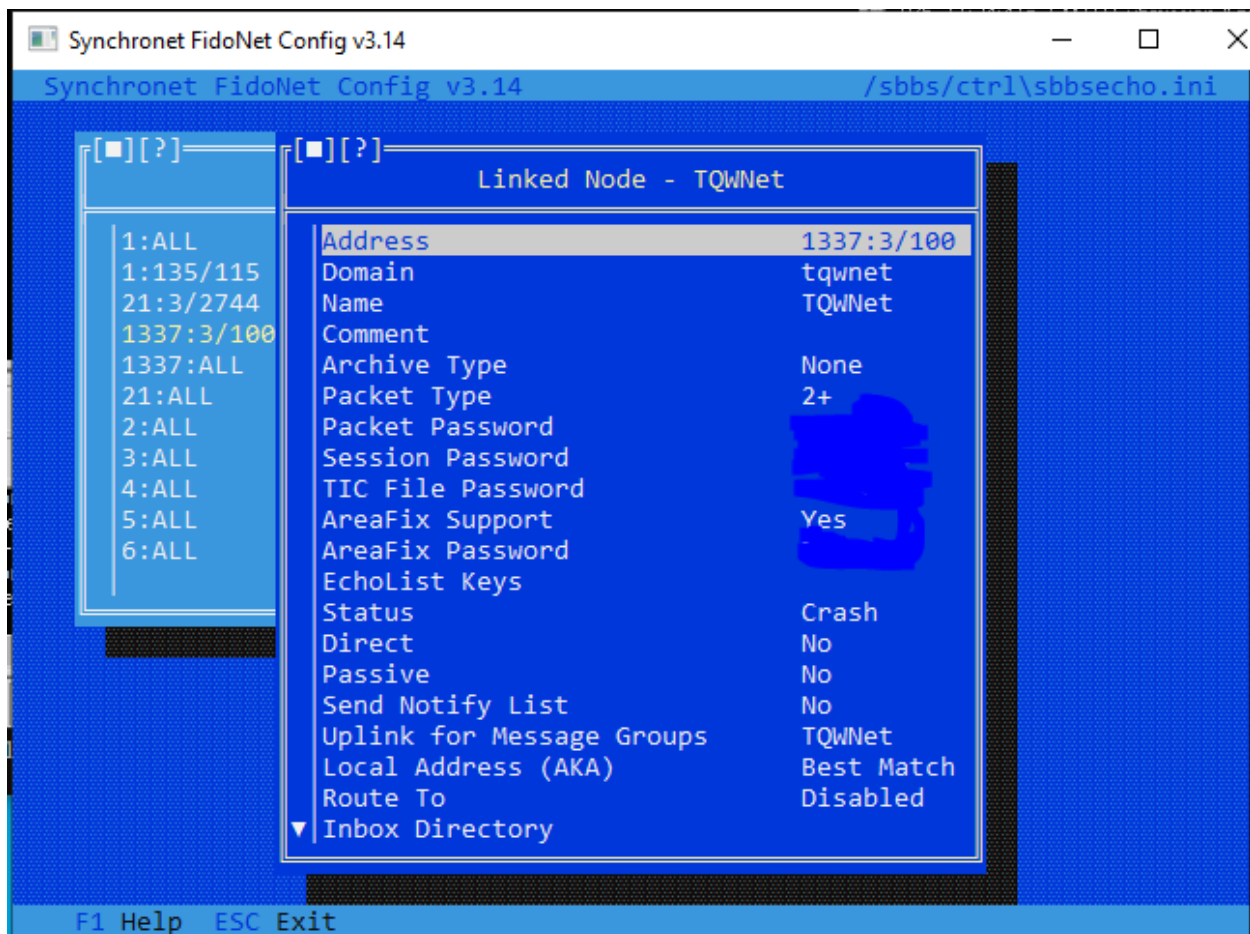 Synchronet FidoNet Config v3.14
Synchronet FidoNet Config v3.14 /sbbs/ctrl\sbbsecho.ini
[■][?]
1:ALL
1:135/115
21:3/2744
1337:3/100
1337:ALL
21:ALL
2:ALL
3:ALL
4:ALL
5:ALL
6:ALL
[■][?]
Linked Node - TQWNet
Address 1337:3/100
Domain tqwnet
Name TQWNet
Comment
Archive Type None
Packet Type 2+
Packet Password
Session Password
TIC File Password
AreaFix Support Yes
AreaFix Password
EchoList Keys
Status Crash
Direct No
Passive No
Send Notify List No
Uplink for Message Groups TQWNet
Local Address (AKA) Best Match
Route To Disabled
Inbox Directory
F1 Help ESC Exit